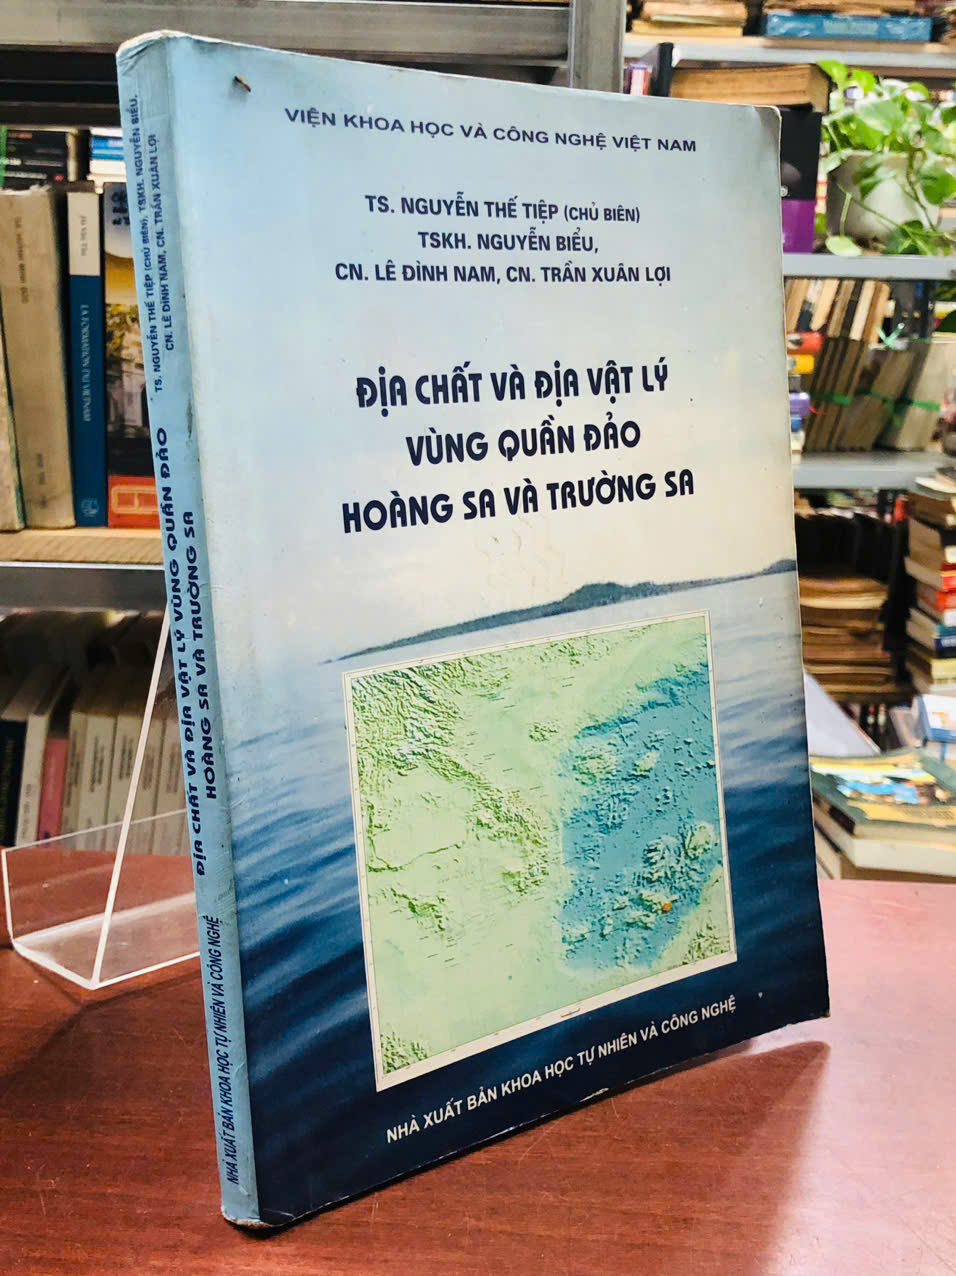 VIỆN KHOA HỌC VÀ CÔNG NGHỆ VIỆT NAM
TS. NGUYỄN THẾ TIỆP (CHỦ BIÊN)
TSKH. NGUYỄN BIỂU,
CN. LÊ ĐÌNH NAM, CN. TRẦN XUÂN LỢI
ĐỊA CHẤT VÀ ĐỊA VẬT LÝ
VÙNG QUẦN ĐẢO
HOÀNG SA VÀ TRƯỜNG SA
NHÀ XUẤT BẢN KHOA HỌC TỰ NHIÊN VÀ CÔNG NGHỆ
TS. NGUYỄN THẾ TIỆP (CHỦ BIÊN), TSKH. NGUYỄN BIỂU,
CN. LÊ ĐÌNH NAM, CN. TRẦN XUÂN LỢI
ĐỊA CHẤT VÀ ĐỊA VẬT LÝ VÙNG QUẦN ĐẢO
HOÀNG SA VÀ TRƯỜNG SA
NHÀ XUẤT BẢN KHOA HỌC TỰ NHIÊN VÀ CÔNG NGHỆ
LA FORMATION DU VIETNAM